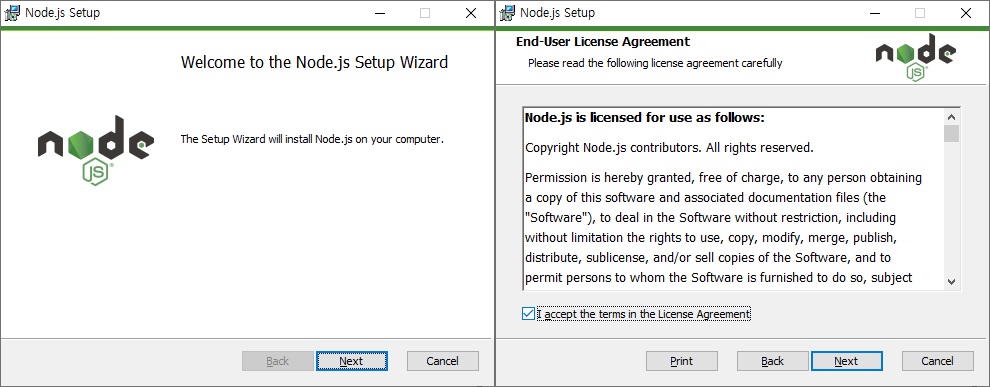 Node.js Setup
Welcome to the Node.js Setup Wizard
node
JS
The Setup Wizard will install Node.js on your computer.
Back
Next
Cancel
Node.js Setup
End-User License Agreement
Please read the following license agreement carefully
node
JS
Node.js is licensed for use as follows:
Copyright Node.js contributors. All rights reserved.
Permission is hereby granted, free of charge, to any person obtaining
a copy of this software and associated documentation files (the
"Software"), to deal in the Software without restriction, including
without limitation the rights to use, copy, modify, merge, publish,
distribute, sublicense, and/or sell copies of the Software, and to
permit persons to whom the Software is furnished to do so, subject
I accept the terms in the License Agreement
Print
Back
Next
Cancel